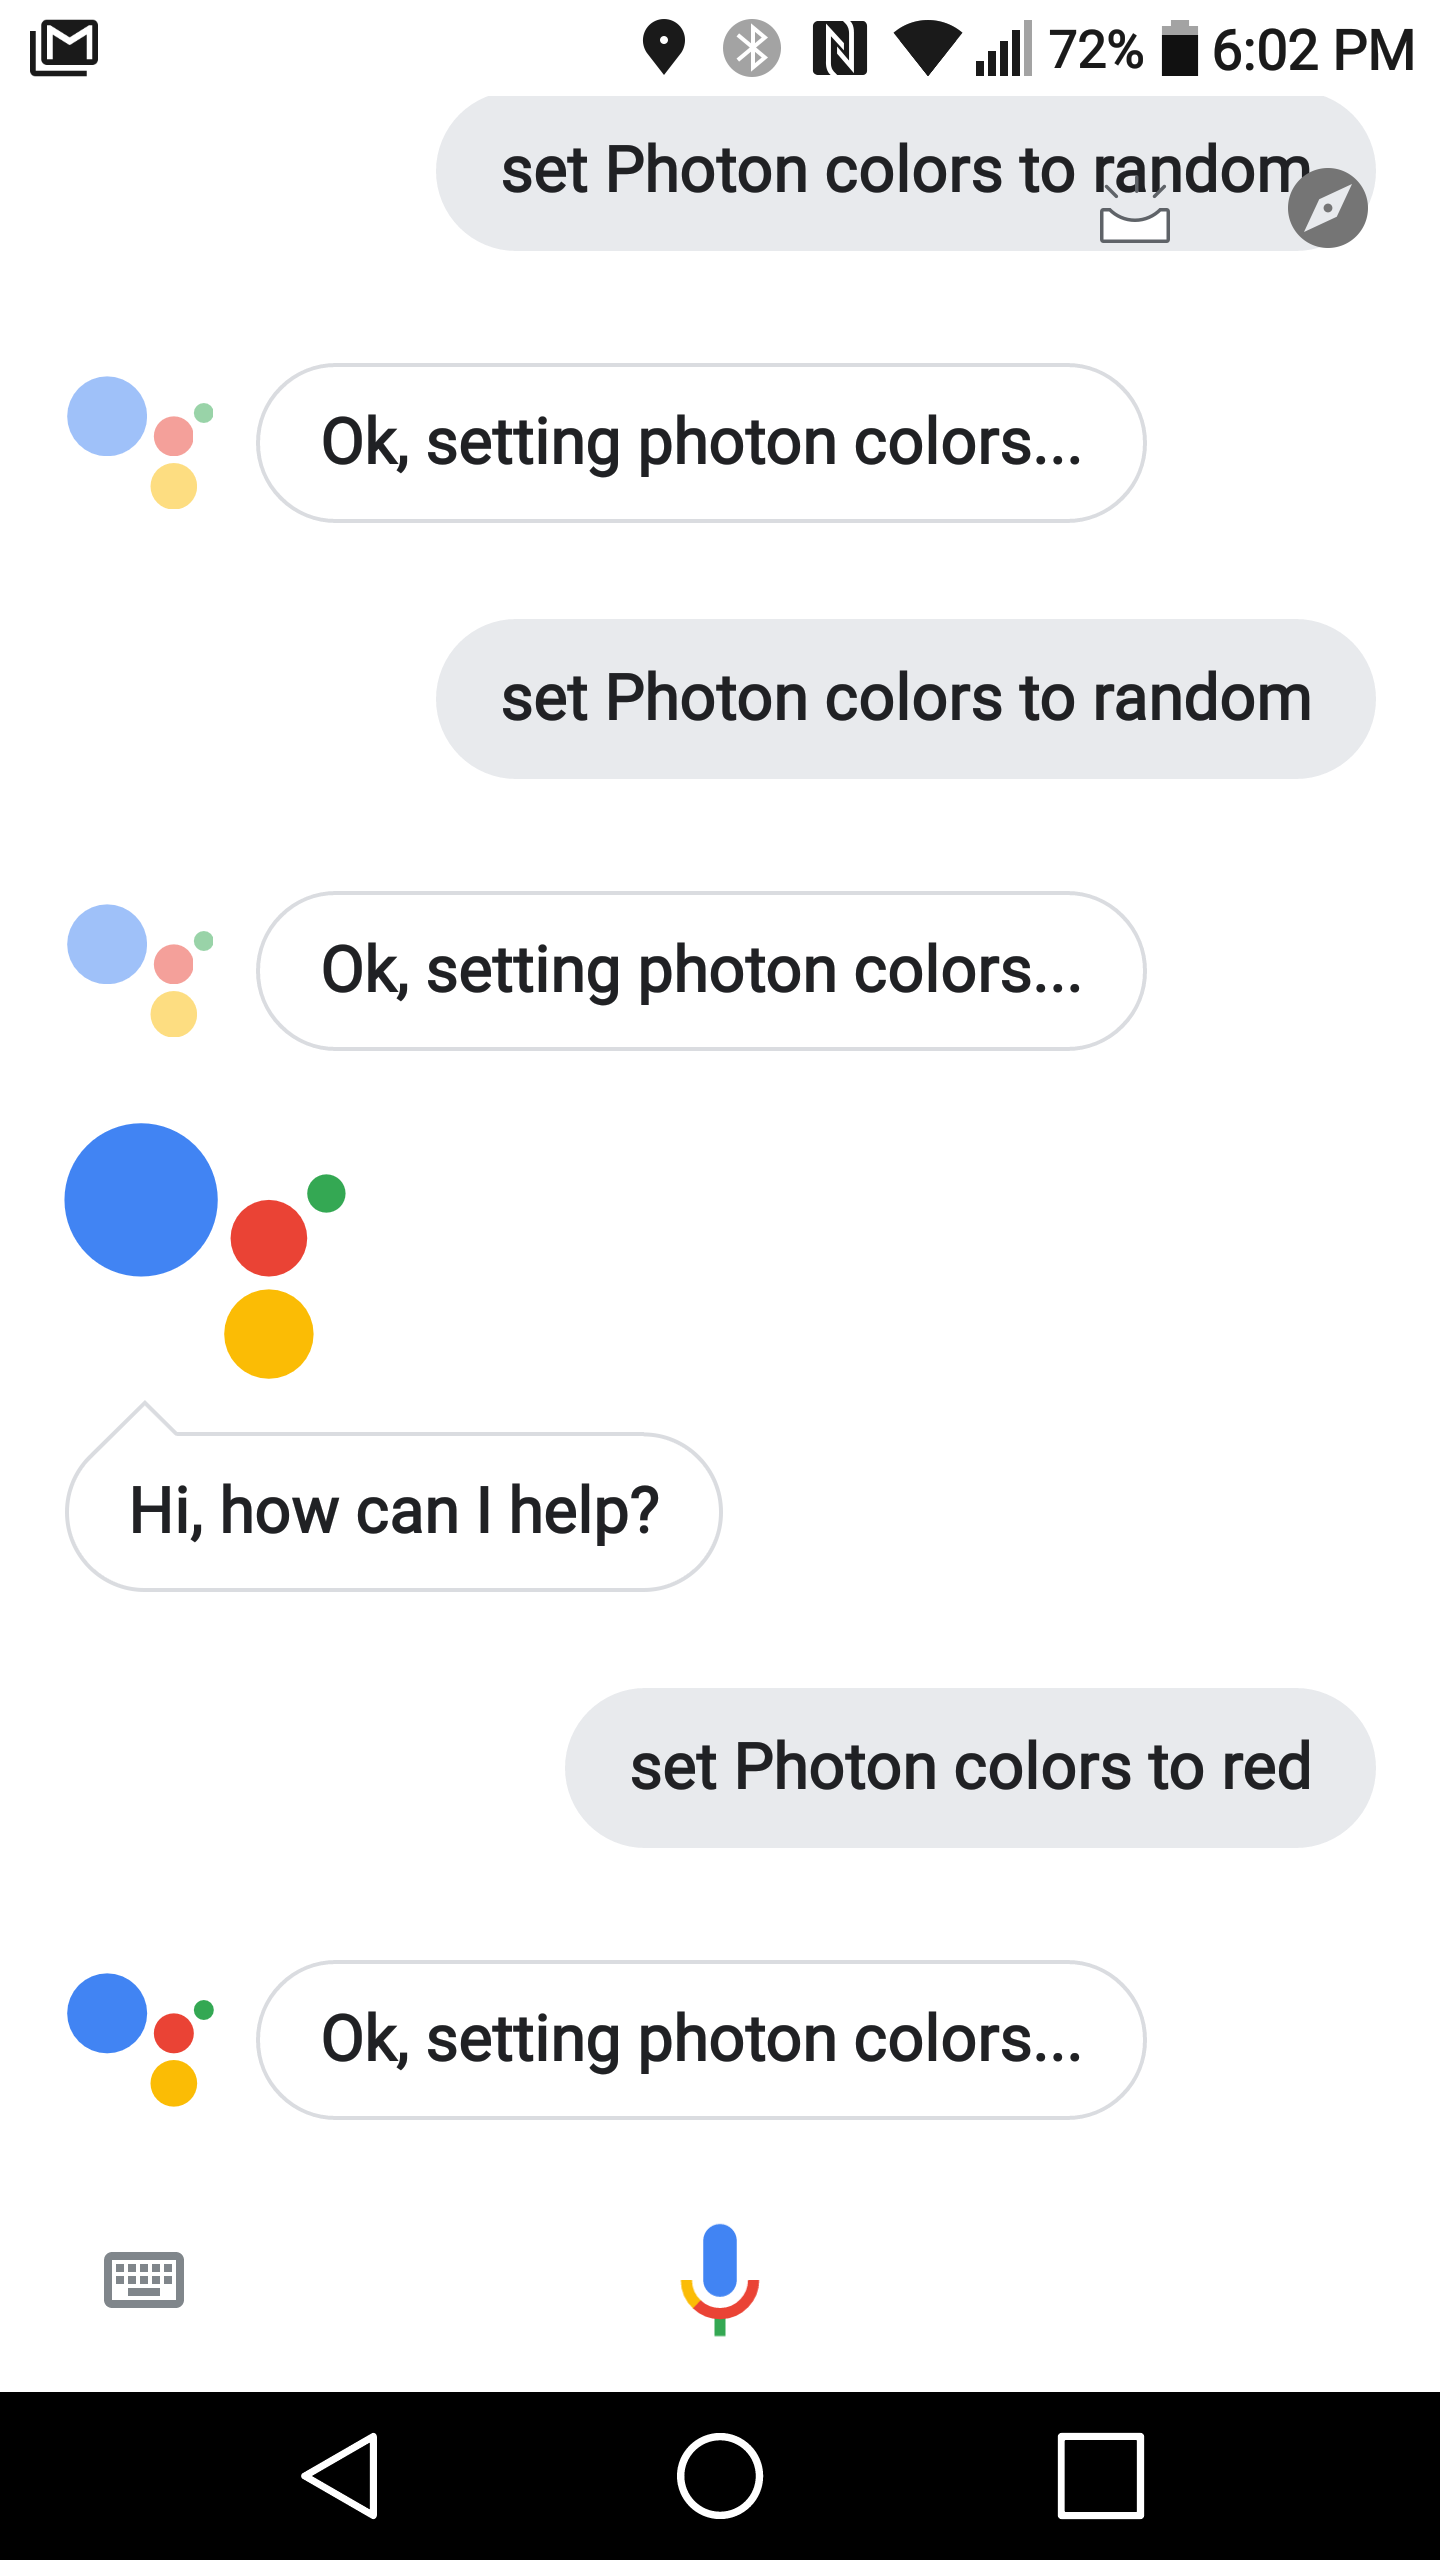 72% 6:02 PM
set Photon colors to random
Ok, setting photon colors...
set Photon colors to random
Ok, setting photon colors...
Hi, how can I help?
set Photon colors to red
Ok, setting photon colors...